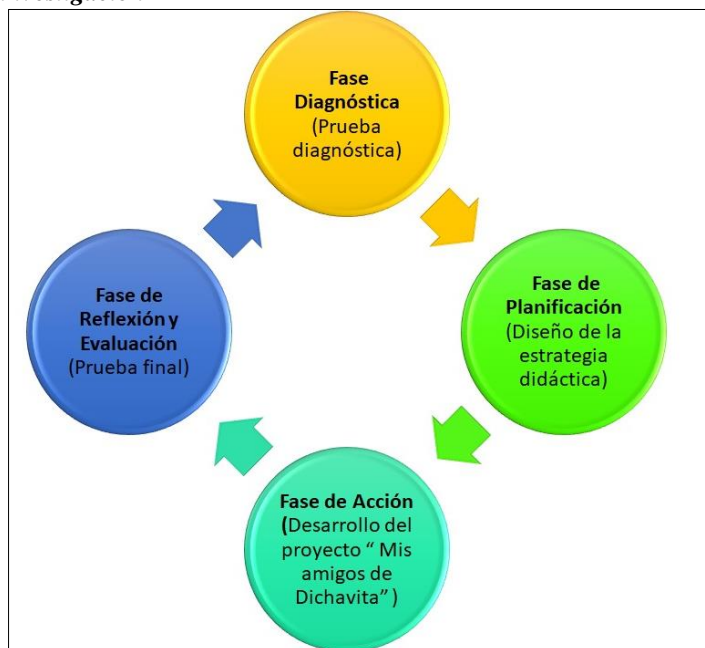 Fase
Diagnóstica
(Prueba
diagnóstica)
Fase de
Planificación
(Diseño de la
estrategia
didáctica)
Fase de Acción
(Desarrollo del
proyecto “ Mis
amigos de
Dichavita”)
Fase de
Reflexión y
Evaluación
(Prueba final)